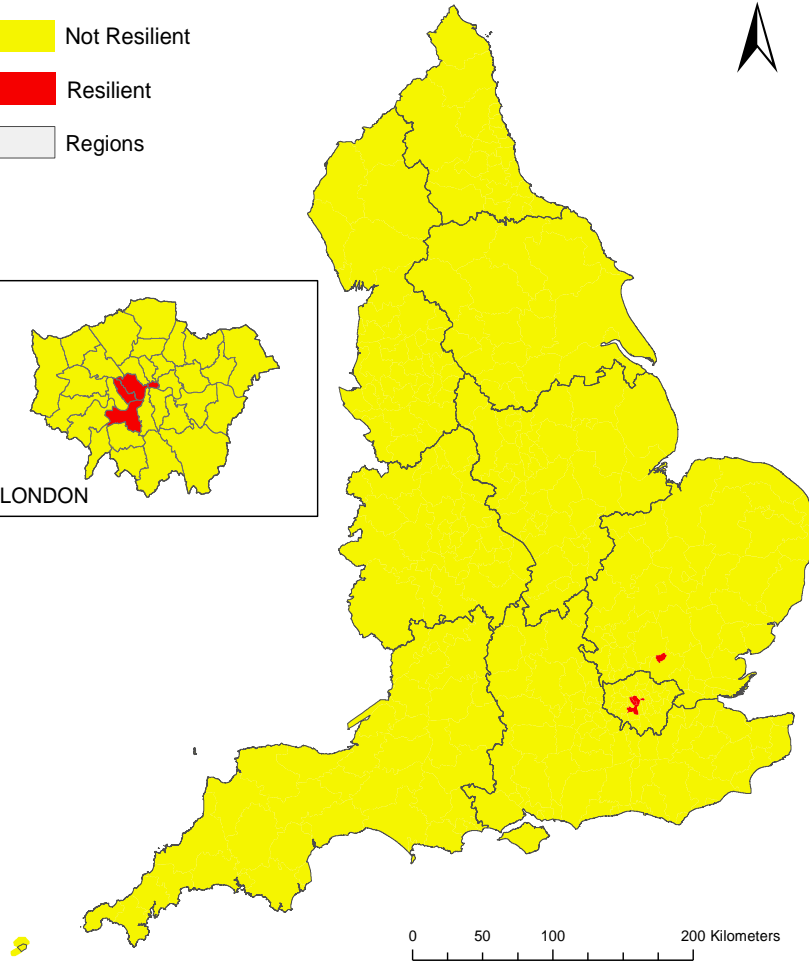 Not Resilient
Resilient
Regions
LONDON
0 50 100 200 Kilometers